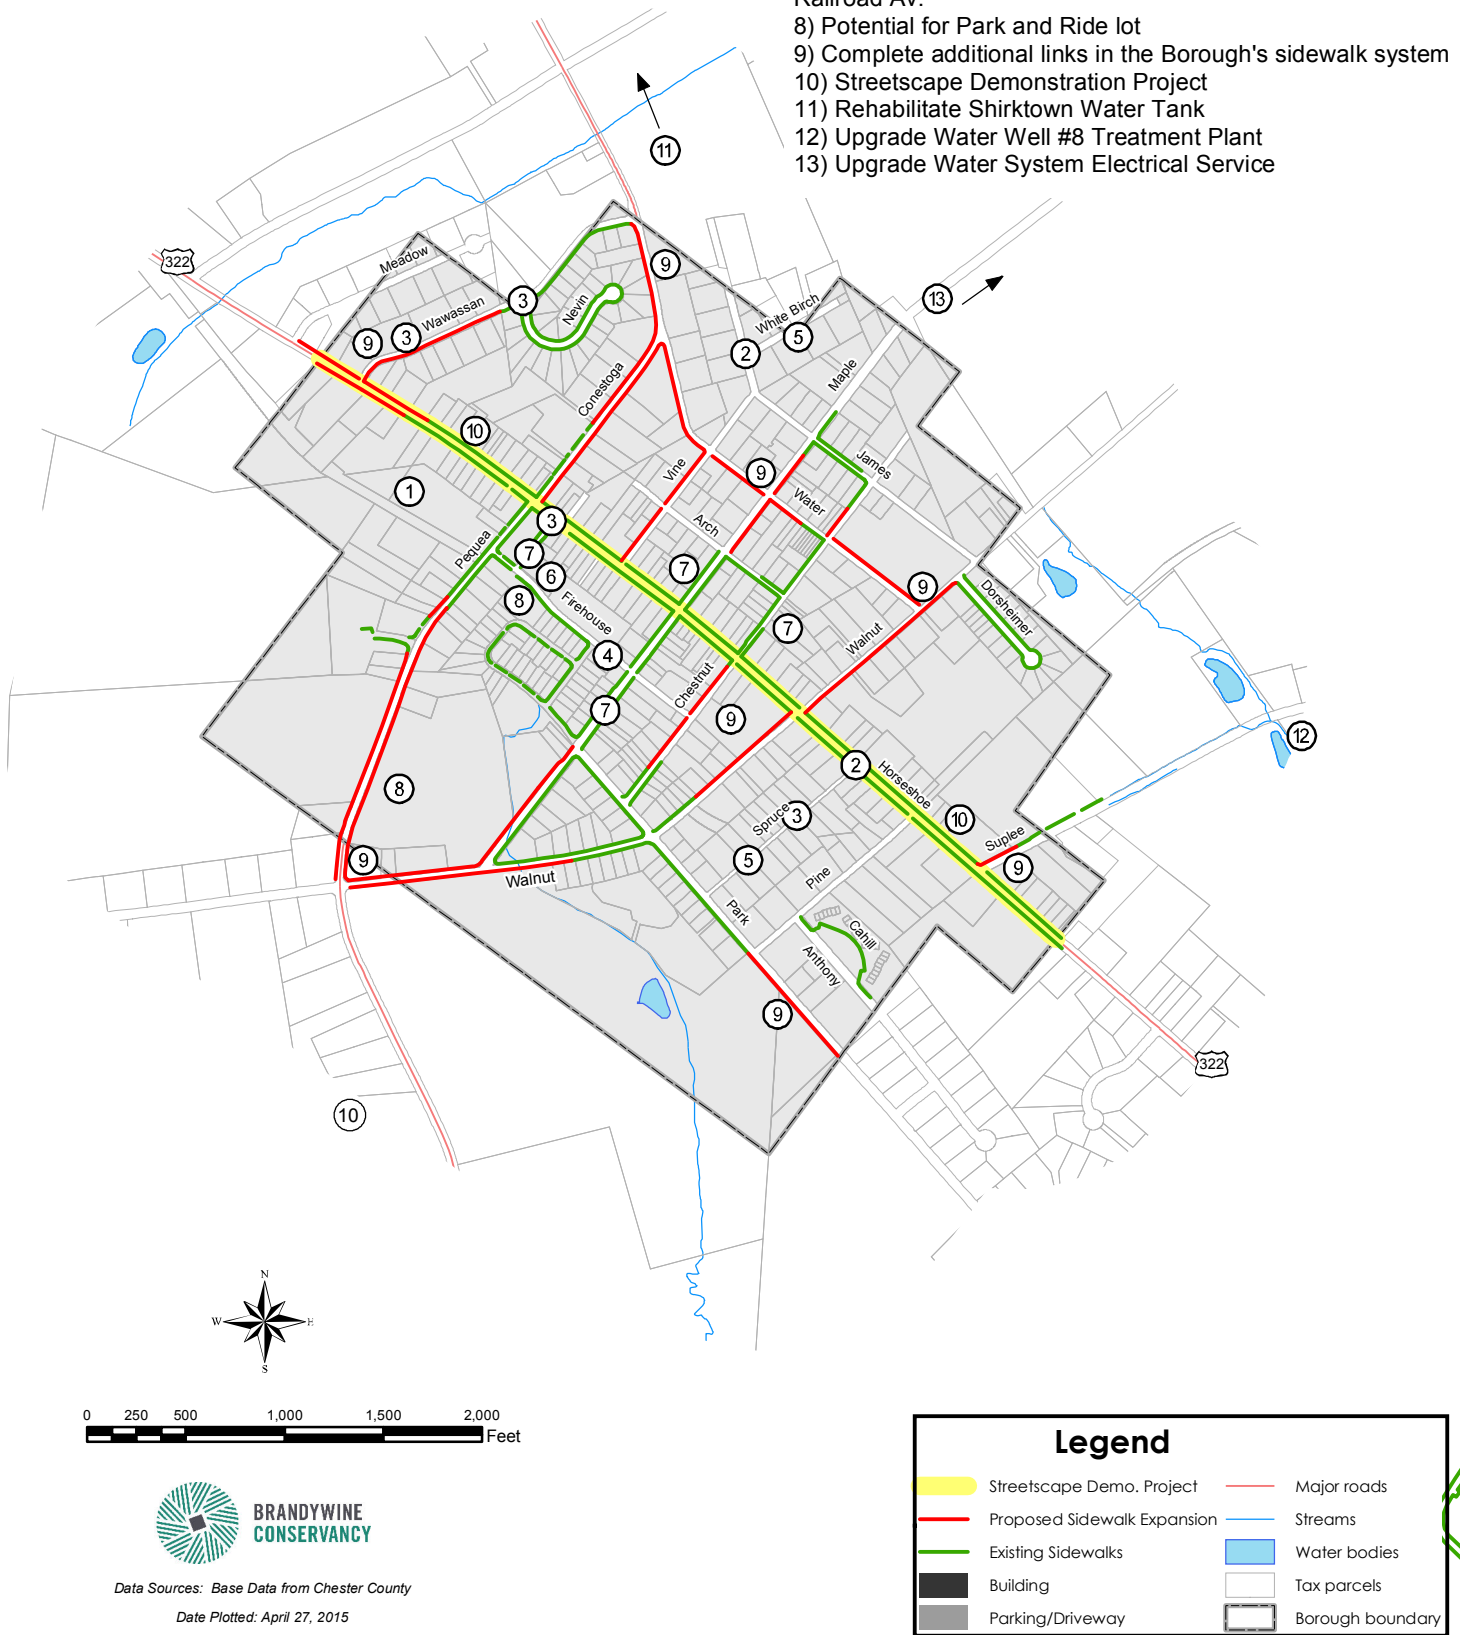 Railroad Av.
8) Potential for Park and Ride lot
9) Complete additional links in the Borough's sidewalk system
10) Streetscape Demonstration Project
11) Rehabilitate Shirktown Water Tank
12) Upgrade Water Well #8 Treatment Plant
13) Upgrade Water System Electrical Service
11
322
Meadow
9
3
Nevin
Wawassan
13
White Birch
5
9
3
2
Maple
Conestoga
10
Vine
9
James
1
Water
3
Arch
Pequea
7
7
6
9
8
Firehouse
Dorsheimer
7
Walnut
4
Chestnut
7
9
12
2
Horseshoe
8
3
Spruce
10
Suplee
9
5
9
Walnut
Pine
Park
Cahill
Anthony
9
322
10
N
W
E
S
0 250 500 1,000 1,500 2,000
Feet
BRANDYWINE
CONSERVANCY
Data Sources: Base Data from Chester County
Date Plotted: April 27, 2015
Legend
Streetscape Demo. Project
Major roads
Proposed Sidewalk Expansion
Streams
Existing Sidewalks
Water bodies
Building
Tax parcels
Parking/Driveway
Borough boundary